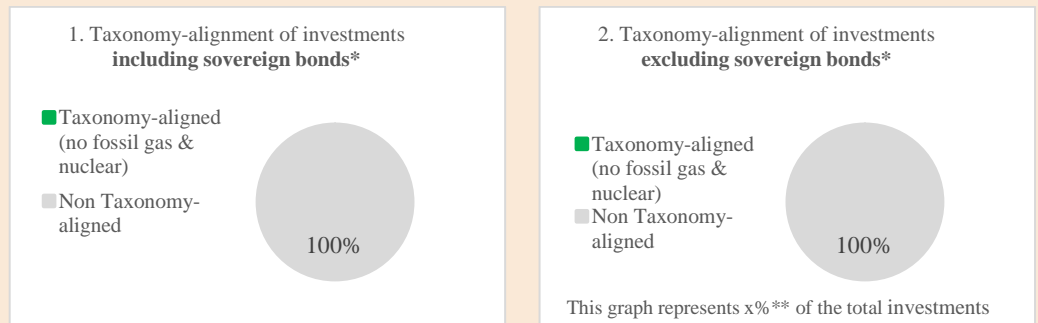 1. Taxonomy-alignment of investments
including sovereign bonds*
Taxonomy-aligned
(no fossil gas &
nuclear)
Non Taxonomy-
aligned
100%
2. Taxonomy-alignment of investments
excluding sovereign bonds*
Taxonomy-aligned
(no fossil gas &
nuclear)
Non Taxonomy-
aligned
100%
This graph represents x%** of the total investments